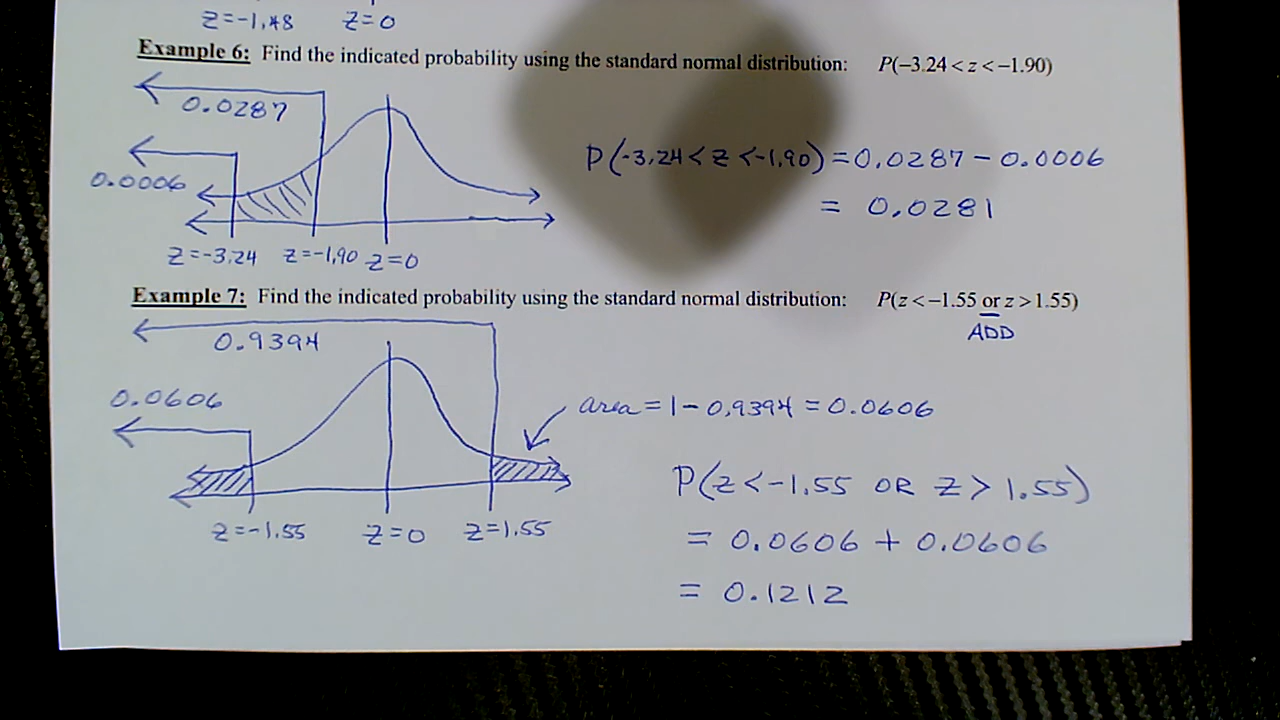 z=-1.48 z=0
Example 6: Find the indicated probability using the standard normal distribution: P(−3.24 < z < −1.90)
0.0287
0.0006
P(-3.24 < z < -1.90) = 0.0287 - 0.0006
= 0.0281
z=-3.24 z=-1.90 z=0
Example 7: Find the indicated probability using the standard normal distribution: P(z < −1.55 or z > 1.55)
ADD
0.9394
0.0606
area = 1 - 0.9394 = 0.0606
P(z < -1.55 OR z > 1.55)
z=-1.55 z=0 z=1.55
= 0.0606 + 0.0606
= 0.1212